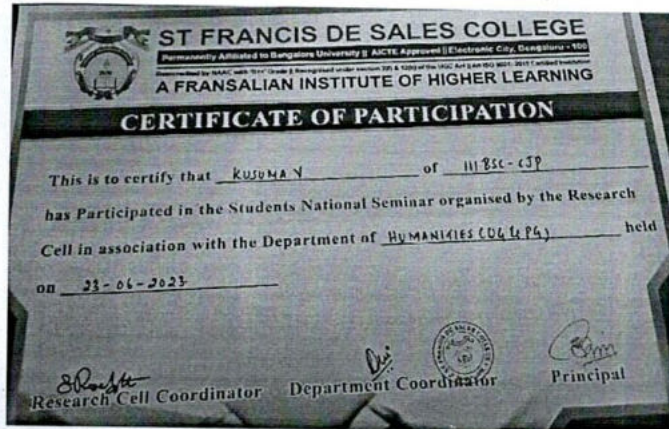 ST FRANCIS DE SALES COLLEGE
Permanently Affiliated to Bangalore University || AICTE Approved || Electronic City, Bengaluru - 100
A FRANSALIAN INSTITUTE OF HIGHER LEARNING
CERTIFICATE OF PARTICIPATION
This is to certify that KUSUMA V of III BSC - CJP
has Participated in the Students National Seminar organised by the Research
Cell in association with the Department of HUMANITIES (UG & PG) held
on 23-06-2023
Research Cell Coordinator Department Coordinator Principal